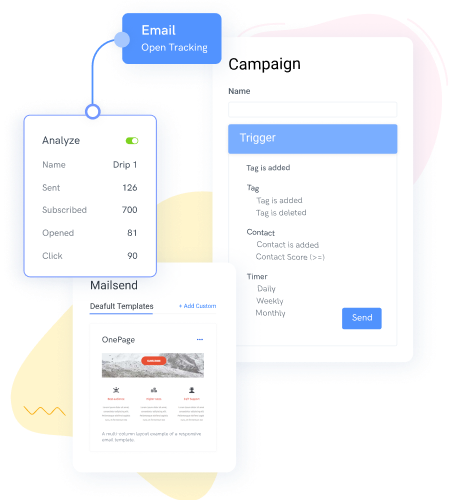 Email
Open Tracking
Campaign
Name
Trigger
Tag is added
Tag
Tag is added
Tag is deleted
Contact
Contact is added
Contact Score (>=)
Timer
Daily
Weekly
Monthly
Send
Analyze
Name Drip 1
Sent 126
Subscribed 700
Opened 81
Click 90
Mailsend
Deafult Templates + Add Custom
OnePage
A multi-column layout example of a responsive
email template.